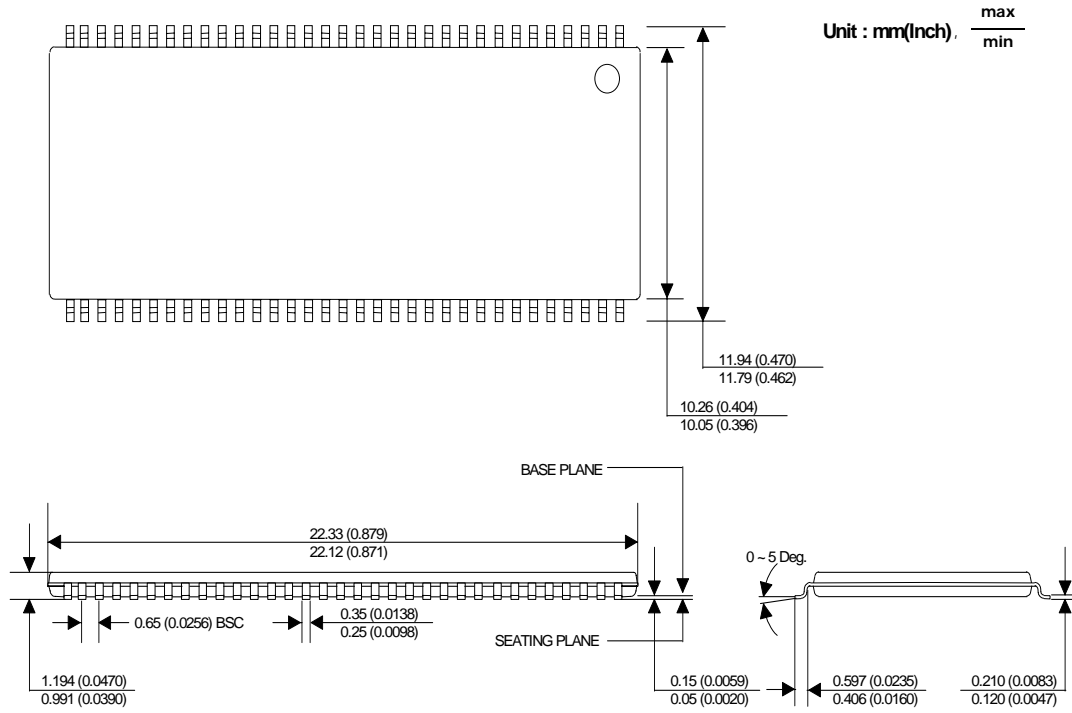 Unit : mm(Inch) , max
min
11.94 (0.470)
11.79 (0.462)
10.26 (0.404)
10.05 (0.396)
BASE PLANE
22.33 (0.879)
22.12 (0.871)
0 ~ 5 Deg.
0.65 (0.0256) BSC
0.35 (0.0138)
0.25 (0.0098)
SEATING PLANE
1.194 (0.0470)
0.991 (0.0390)
0.15 (0.0059)
0.05 (0.0020)
0.597 (0.0235)
0.406 (0.0160)
0.210 (0.0083)
0.120 (0.0047)